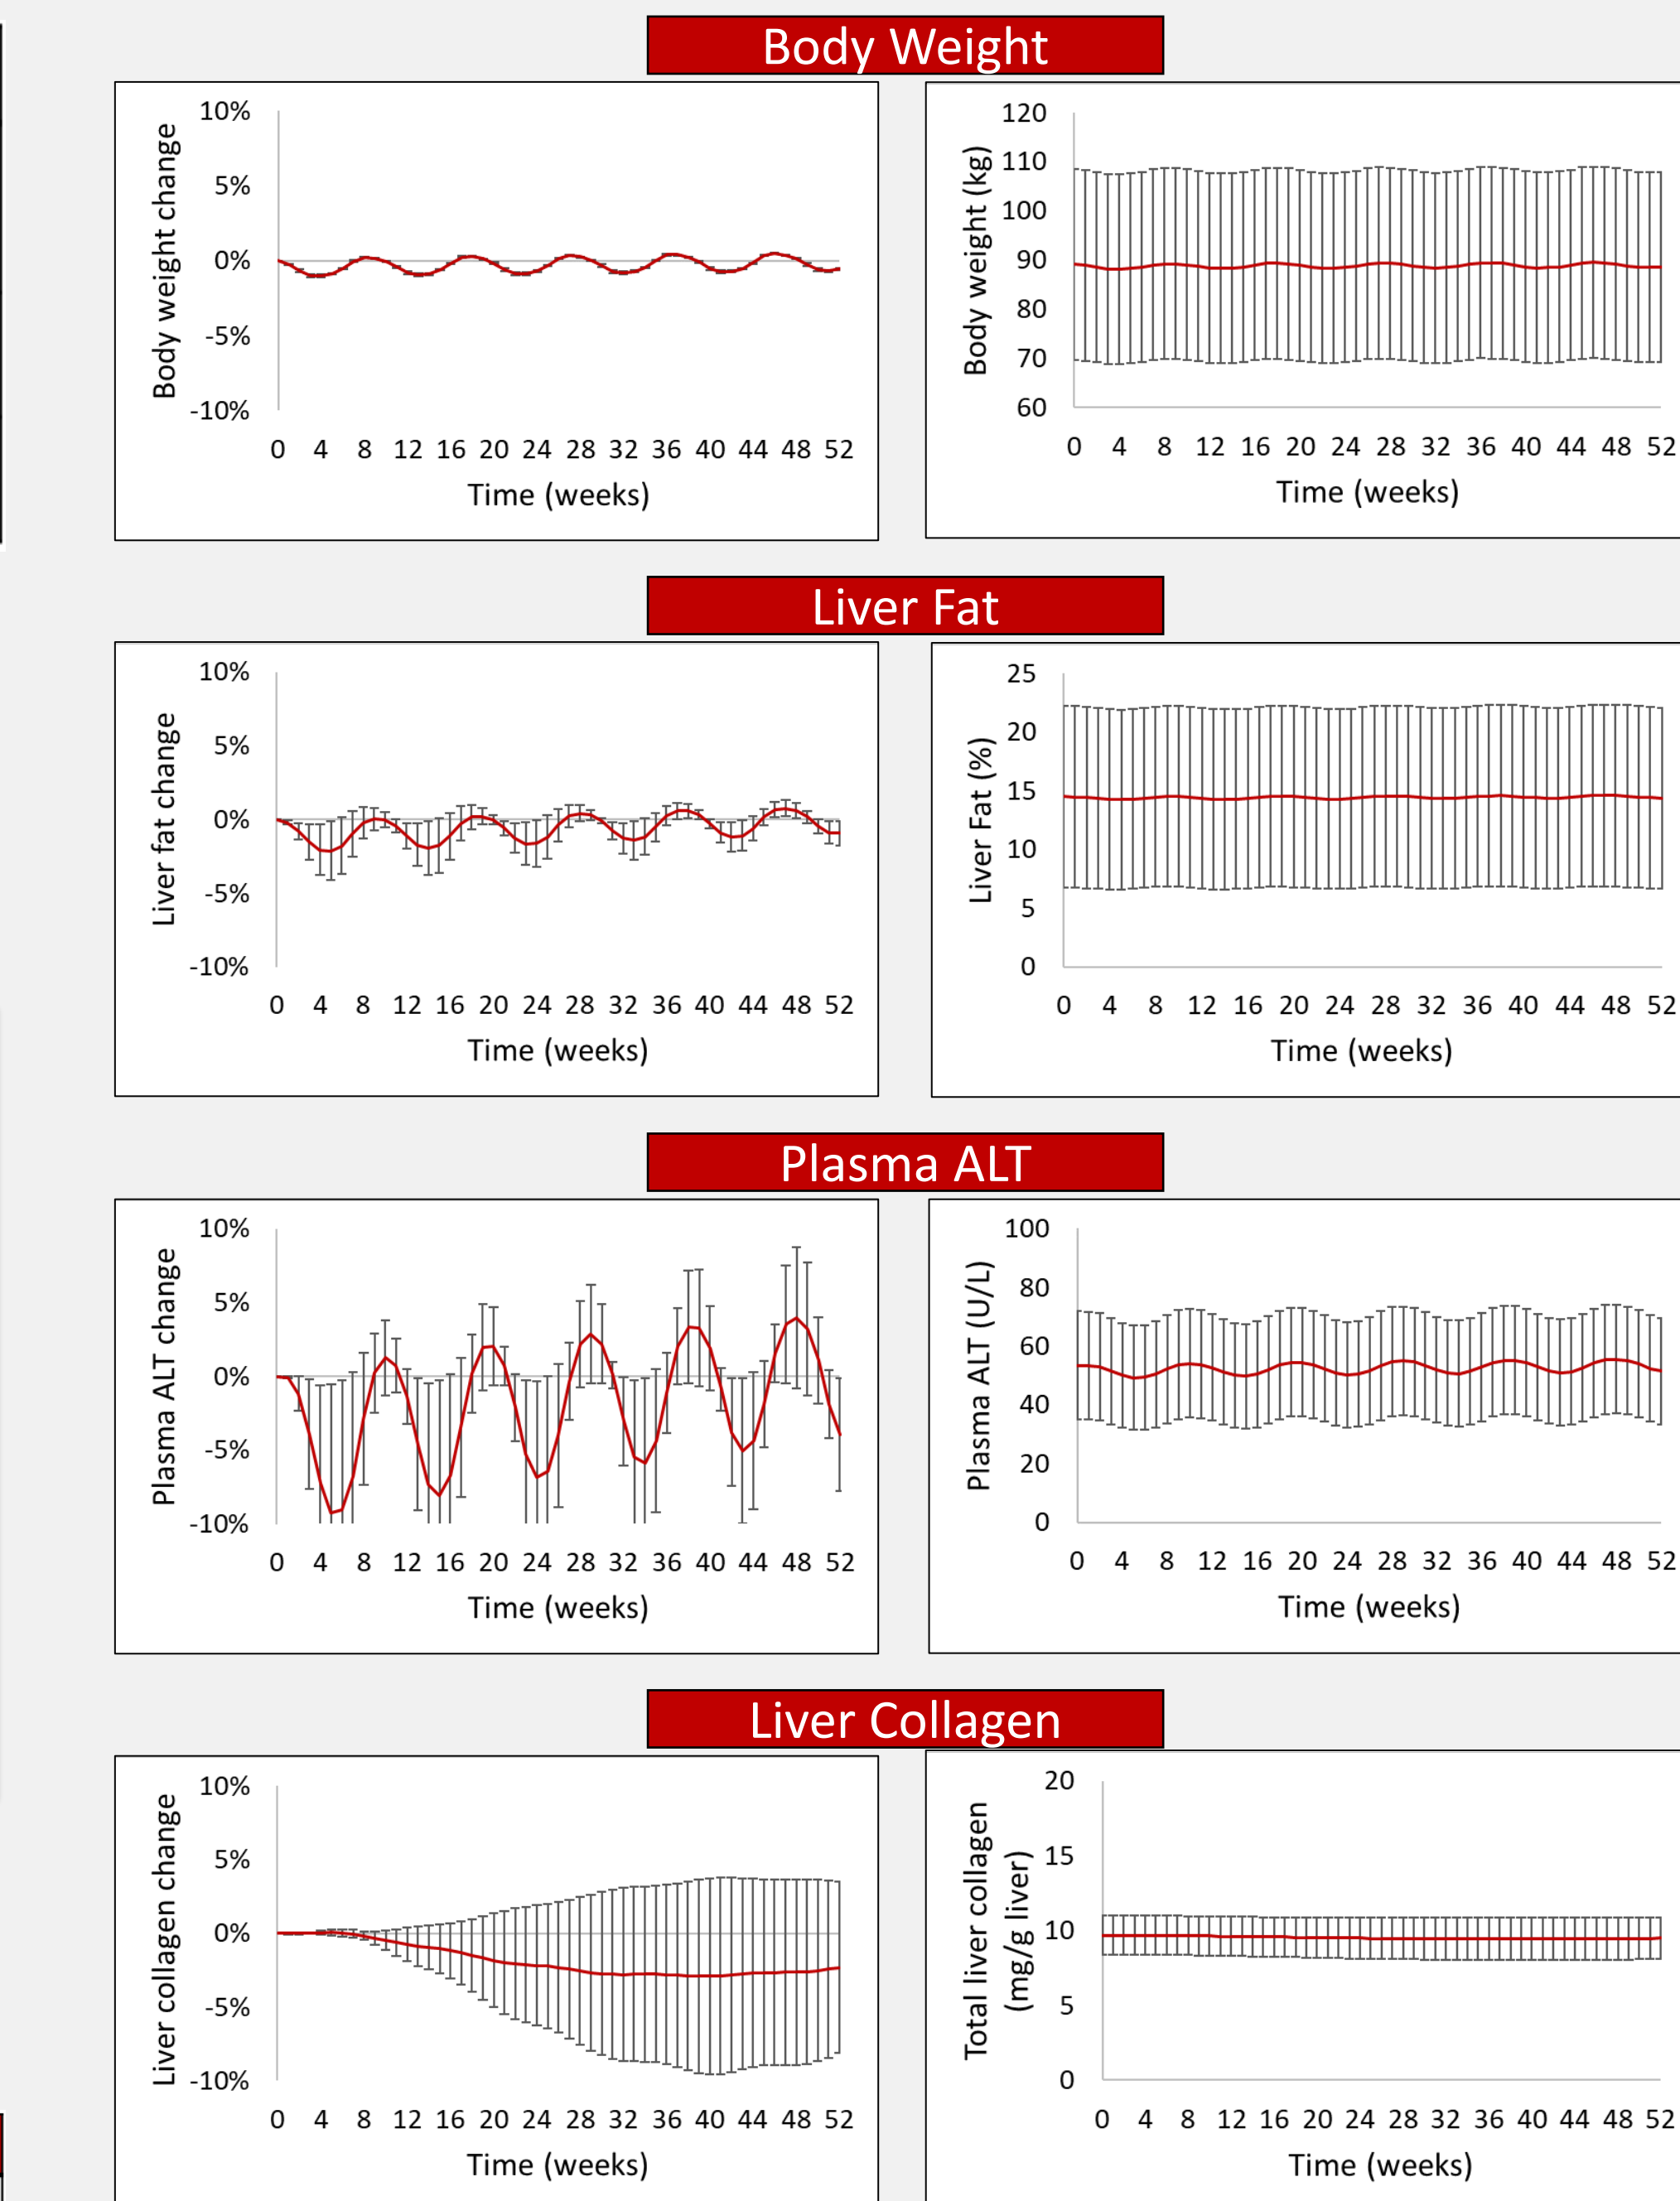 Body Weight
Body weight change
10%
5%
0%
-5%
-10%
0 4 8 12 16 20 24 28 32 36 40 44 48 52
Time (weeks)
Body weight (kg)
120
110
100
90
80
70
60
0 4 8 12 16 20 24 28 32 36 40 44 48 52
Time (weeks)
Liver Fat
Liver fat change
10%
5%
0%
-5%
-10%
0 4 8 12 16 20 24 28 32 36 40 44 48 52
Time (weeks)
Liver Fat (%)
25
20
15
10
5
0
0 4 8 12 16 20 24 28 32 36 40 44 48 52
Time (weeks)
Plasma ALT
Plasma ALT change
10%
5%
0%
-5%
-10%
0 4 8 12 16 20 24 28 32 36 40 44 48 52
Time (weeks)
Plasma ALT (U/L)
100
80
60
40
20
0
0 4 8 12 16 20 24 28 32 36 40 44 48 52
Time (weeks)
Liver Collagen
Liver collagen change
10%
5%
0%
-5%
-10%
0 4 8 12 16 20 24 28 32 36 40 44 48 52
Time (weeks)
Total liver collagen
(mg/g liver)
20
15
10
5
0
0 4 8 12 16 20 24 28 32 36 40 44 48 52
Time (weeks)